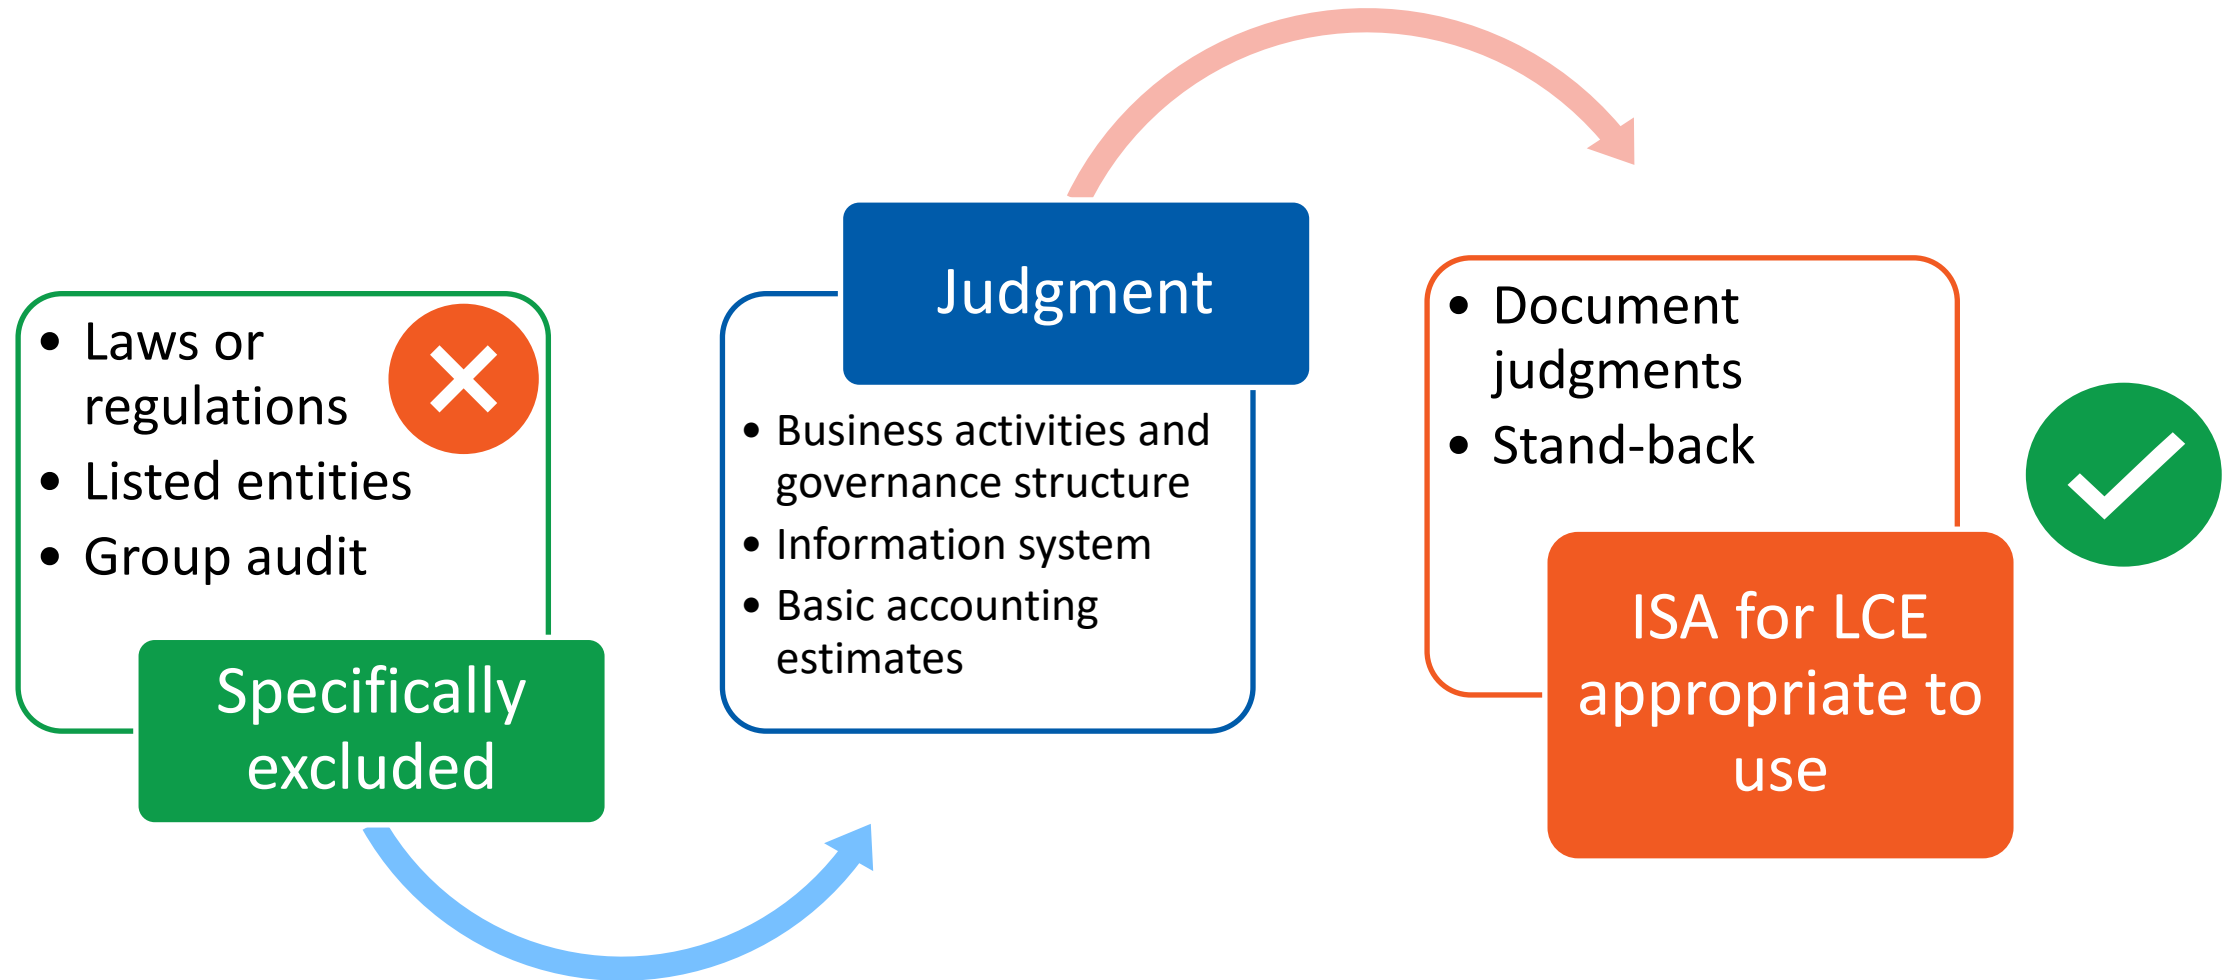 • Laws or
regulations
• Listed entities
• Group audit
Specifically
excluded
Judgment
• Business activities and
governance structure
• Information system
• Basic accounting
estimates
• Document
judgments
• Stand-back
ISA for LCE
appropriate to
use